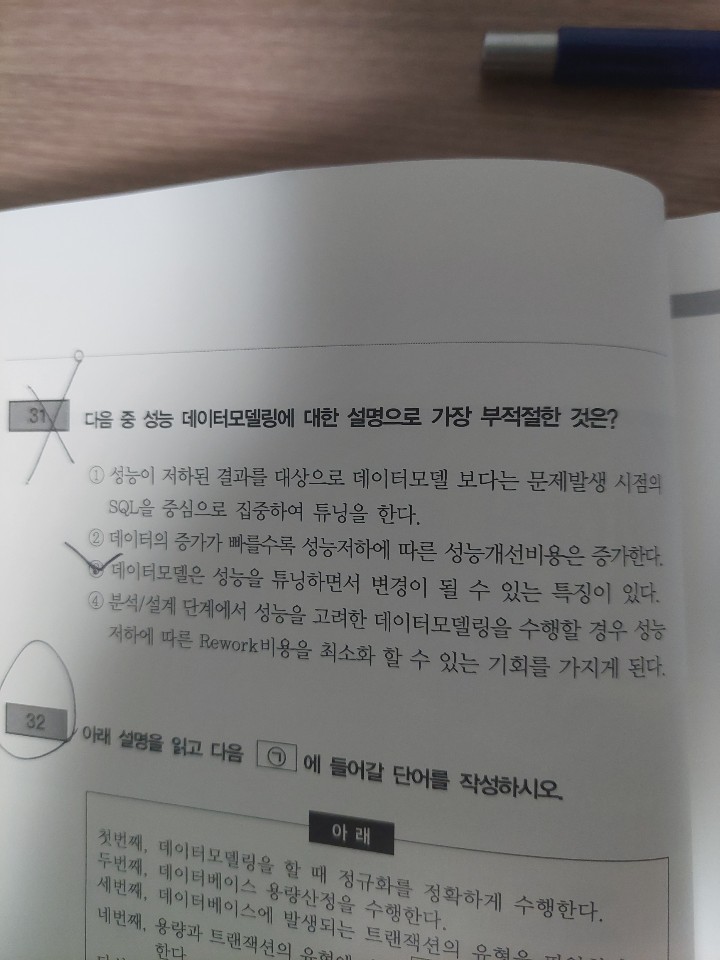 31 다음 중 성능 데이터모델링에 대한 설명으로 가장 부적절한 것은?
① 성능이 저하된 결과를 대상으로 데이터모델 보다는 문제발생 시점의
SQL을 중심으로 집중하여 튜닝을 한다.
② 데이터의 증가가 빠를수록 성능저하에 따른 성능개선비용은 증가한다.
③ 데이터모델은 성능을 튜닝하면서 변경이 될 수 있는 특징이 있다.
④ 분석/설계 단계에서 성능을 고려한 데이터모델링을 수행할 경우 성능
저하에 따른 Rework비용을 최소화 할 수 있는 기회를 가지게 된다.
32 아래 설명을 읽고 다음 ㉠ 에 들어갈 단어를 작성하시오.
아 래
첫번째, 데이터모델링을 할 때 정규화를 정확하게 수행한다.
두번째, 데이터베이스 용량산정을 수행한다.
세번째, 데이터베이스에 발생되는 트랜잭션의 유형을
네번째, 용량과 트랜잭션의 유형에
한다